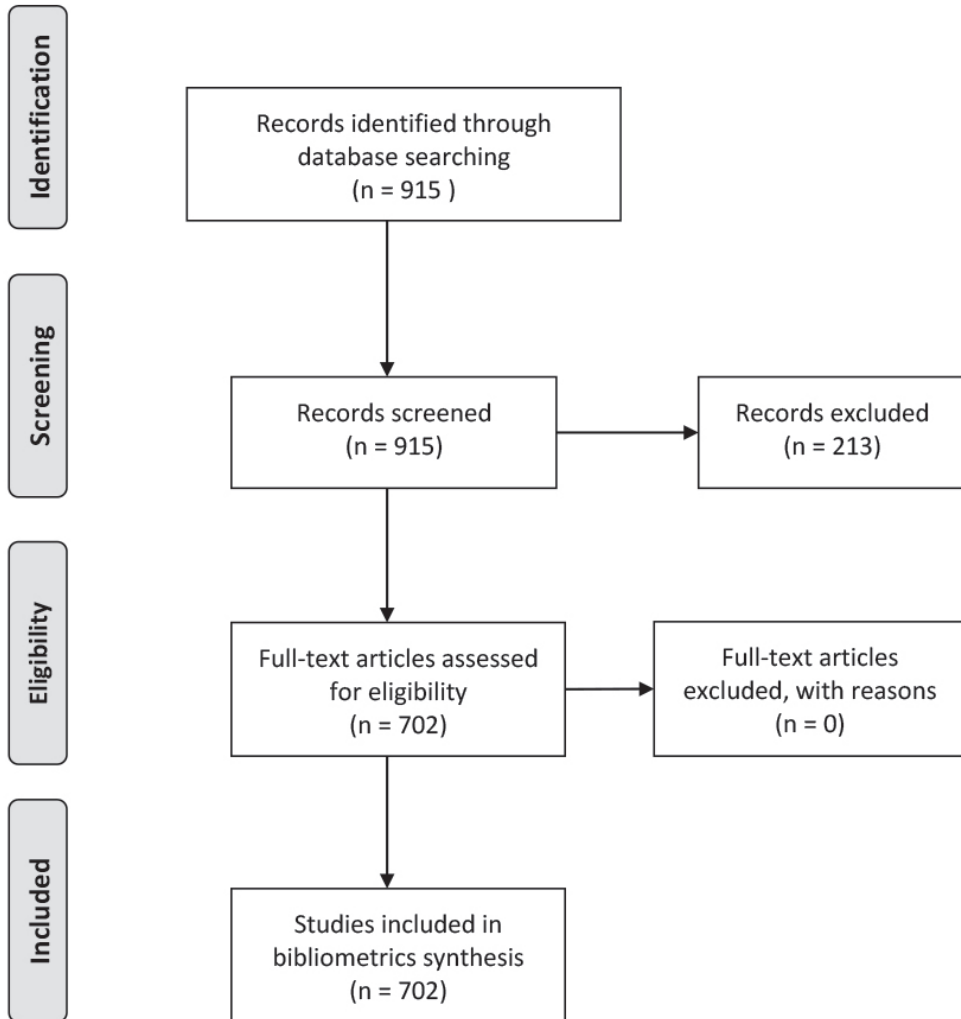 Identification
Records identified through
database searching
(n = 915 )
Screening
Records screened
(n = 915)
Records excluded
(n = 213)
Eligibility
Full-text articles assessed
for eligibility
(n = 702)
Full-text articles
excluded, with reasons
(n = 0)
Included
Studies included in
bibliometrics synthesis
(n = 702)